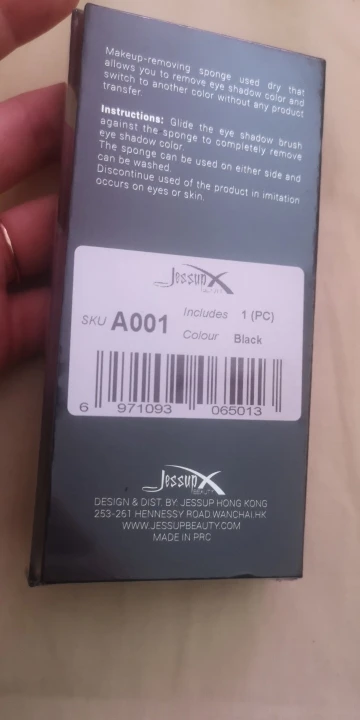 Makeup-removing sponge used dry that
allows you to remove eye shadow color and
switch to another color without any product
transfer.
Instructions: Glide the eye shadow brush
against the sponge to completely remove
eye shadow color.
The sponge can be used on either side and
can be washed.
Discontinue used of the product in imitation
occurs on eyes or skin.
Jessup
BEAUTY
SKU A001
Includes 1 (PC)
Colour Black
6 971093 065013
Jessup
BEAUTY
DESIGN & DIST. BY: JESSUP HONG KONG
253-261 HENNESSY ROAD.WANCHAI.HK
WWW.JESSUPBEAUTY.COM
MADE IN PRC